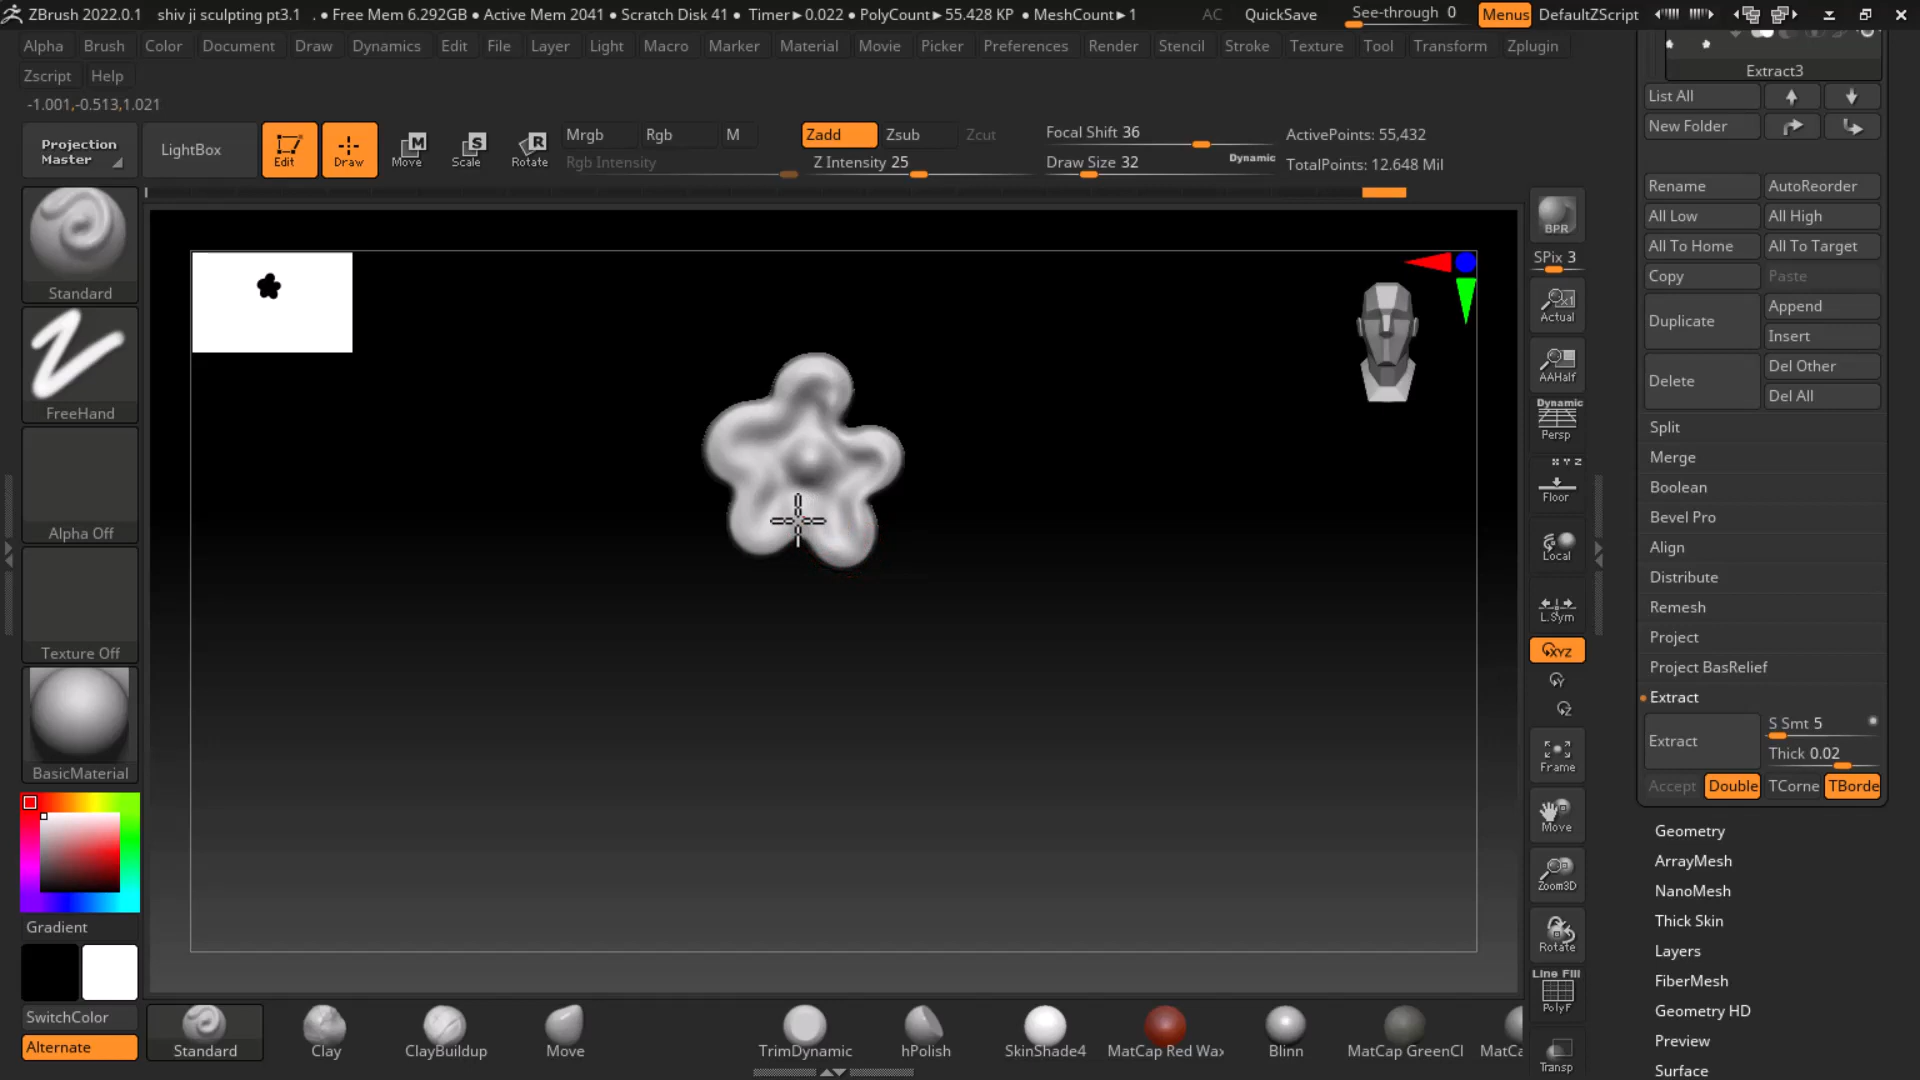 ZBrush 2022.0.1 shiv ji sculpting pt3.1 . • Free Mem 6.292GB • Active Mem 2041 • Scratch Disk 41 • Timer►0.022 • PolyCount►55.428 KP • MeshCount►1 AC QuickSave See-through 0 Menus DefaultZScript
Alpha Brush Color Document Draw Dynamics Edit File Layer Light Macro Marker Material Movie Picker Preferences Render Stencil Stroke Texture Tool Transform Zplugin
Zscript Help
-1.001,-0.513,1.021
Projection Master
LightBox
Edit
Draw
Move
Scale
Rotate
Mrgb Rgb M
Rgb Intensity
Zadd Zsub Zcut
Z Intensity 25
Focal Shift 36
Draw Size 32
Dynamic
ActivePoints: 55,432
TotalPoints: 12.648 Mil
Standard
FreeHand
Alpha Off
Texture Off
BasicMaterial
Gradient
SwitchColor
Alternate
BPR
SPix 3
Actual
AAHalf
Dynamic
Persp
X Y Z
Floor
Local
L.Sym
XYZ
Y
Z
Frame
Move
Zoom3D
Rotate
Line Fill
PolyF
Transp
Extract3
List All
New Folder
Rename AutoReorder
All Low All High
All To Home All To Target
Copy Paste
Duplicate Append
Insert
Delete Del Other
Del All
Split
Merge
Boolean
Bevel Pro
Align
Distribute
Remesh
Project
Project BasRelief
Extract
Extract S Smt 5
Thick 0.02
Accept Double TCorne TBorde
Geometry
ArrayMesh
NanoMesh
Thick Skin
Layers
FiberMesh
Geometry HD
Preview
Surface
Standard Clay ClayBuildup Move TrimDynamic hPolish SkinShade4 MatCap Red Wax Blinn MatCap GreenCl MatCa